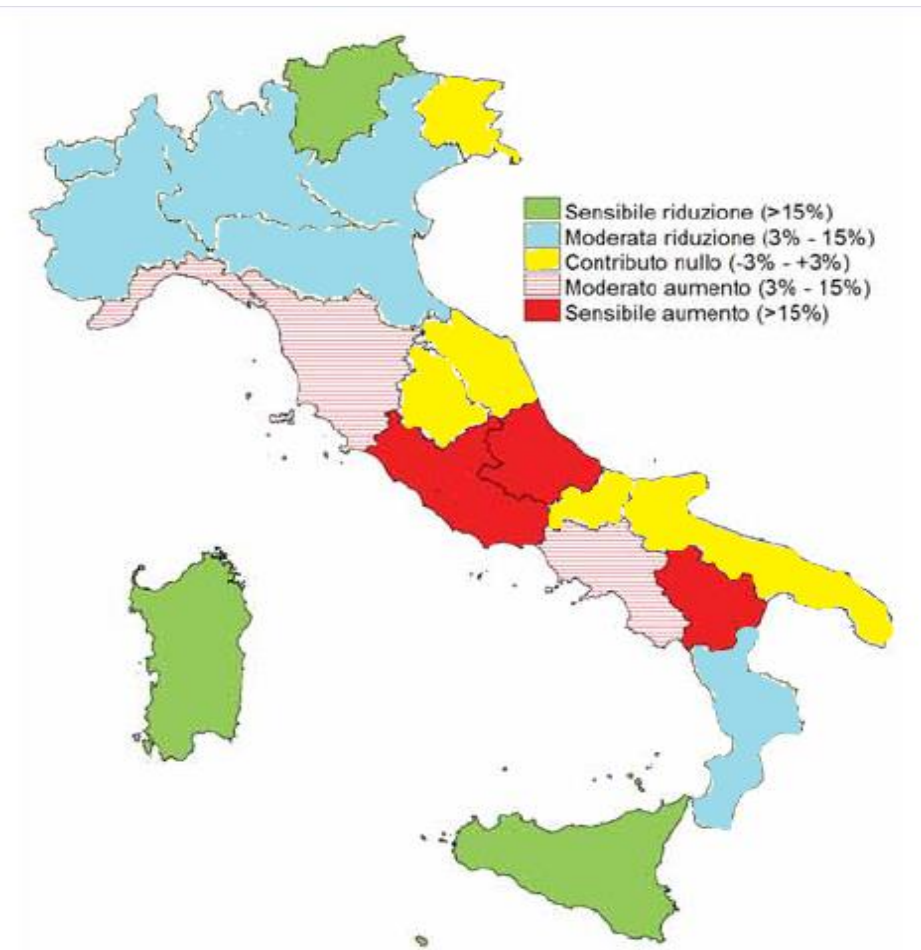 Sensibile riduzione (>15%)
Moderata riduzione (3% - 15%)
Contributo nullo (-3% - +3%)
Moderato aumento (3% - 15%)
Sensibile aumento (>15%)